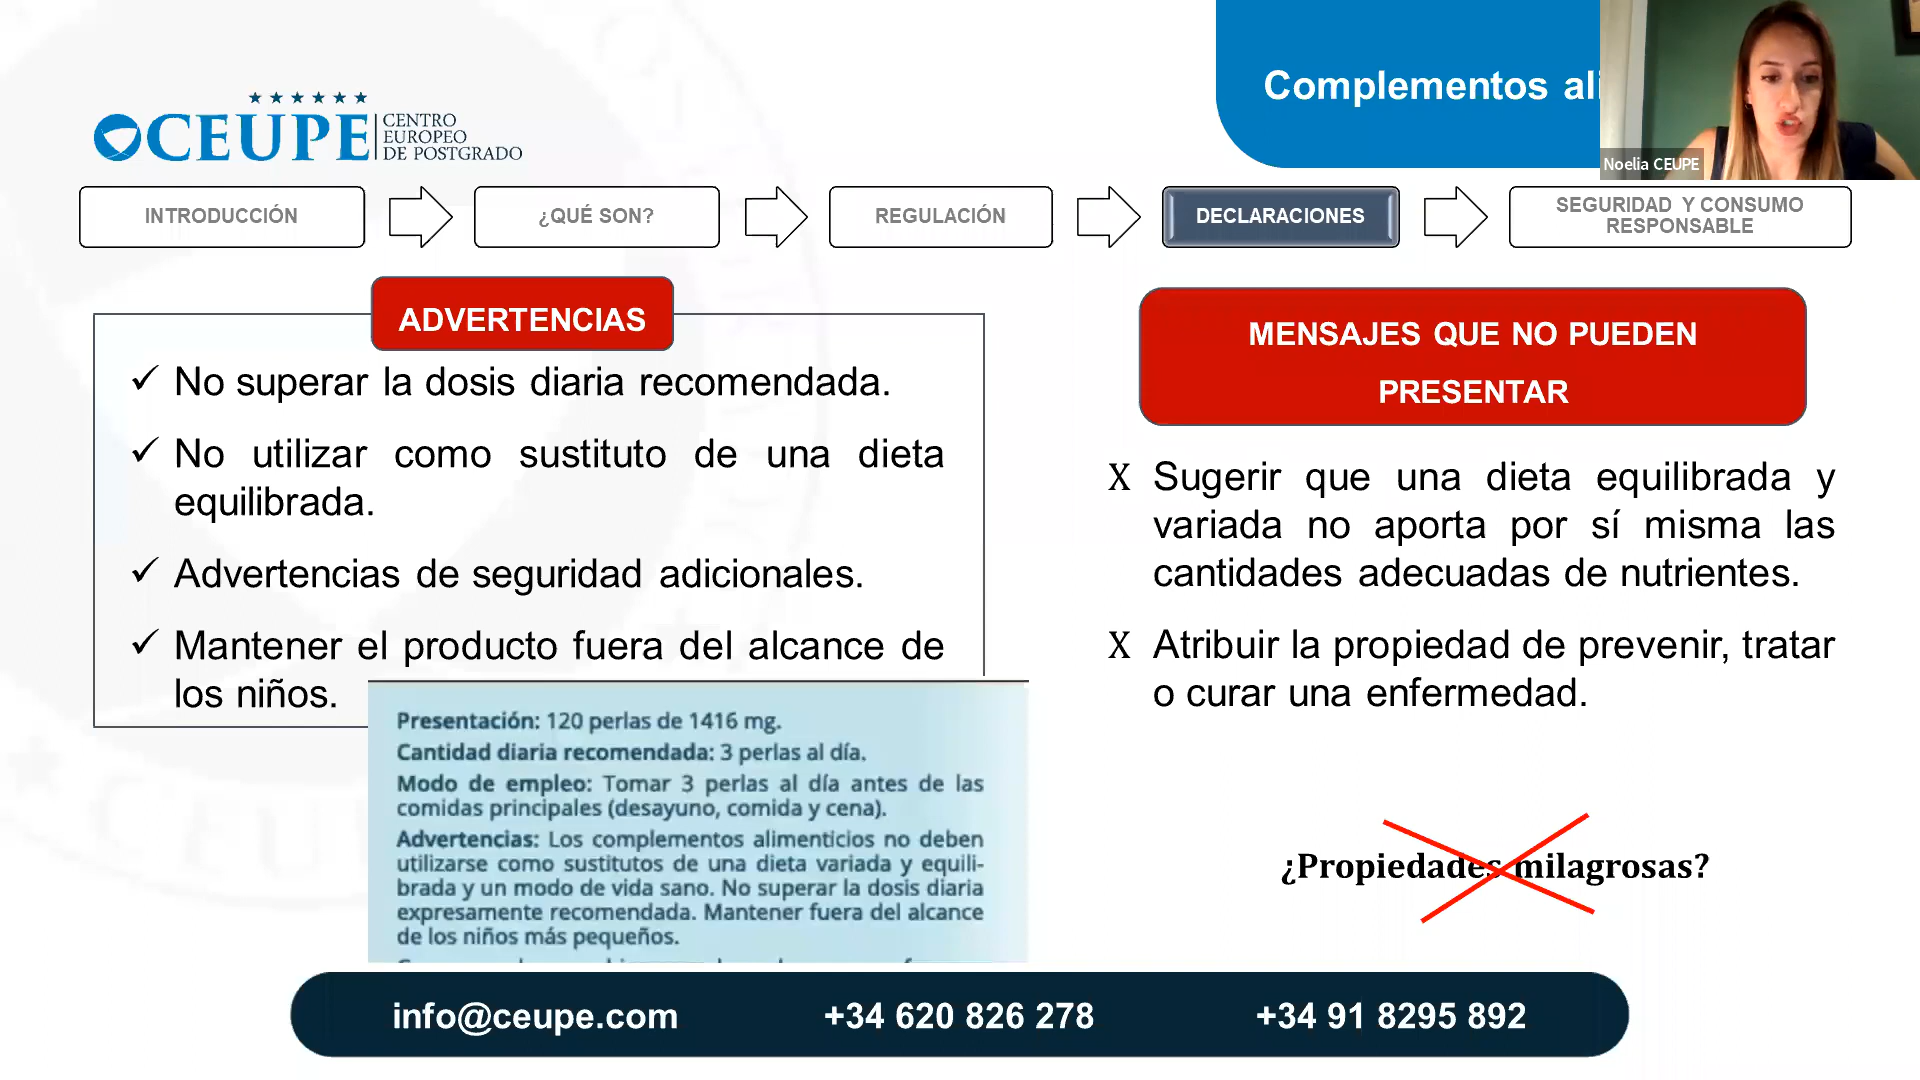 Complementos ali
CEUPE
CENTRO
EUROPEO
DE POSTGRADO
Noelia CEUPE
INTRODUCCIÓN
¿QUÉ SON?
REGULACIÓN
DECLARACIONES
SEGURIDAD Y CONSUMO
RESPONSABLE
ADVERTENCIAS
No superar la dosis diaria recomendada.
No utilizar como sustituto de una dieta
equilibrada.
Advertencias de seguridad adicionales.
Mantener el producto fuera del alcance de
los niños.
Presentación: 120 perlas de 1416 mg.
Cantidad diaria recomendada: 3 perlas al día.
Modo de empleo: Tomar 3 perlas al día antes de las
comidas principales (desayuno, comida y cena).
Advertencias: Los complementos alimenticios no deben
utilizarse como sustitutos de una dieta variada y equili-
brada y un modo de vida sano. No superar la dosis diaria
expresamente recomendada. Mantener fuera del alcance
de los niños más pequeños.
MENSAJES QUE NO PUEDEN
PRESENTAR
X Sugerir que una dieta equilibrada y
variada no aporta por sí misma las
cantidades adecuadas de nutrientes.
X Atribuir la propiedad de prevenir, tratar
o curar una enfermedad.
¿Propiedades milagrosas?
info@ceupe.com
+34 620 826 278
+34 91 8295 892